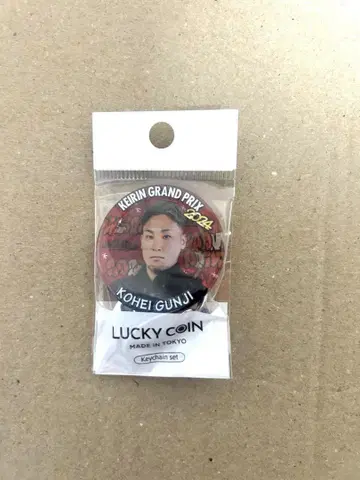 KEIRIN GRAND PRIX
2024
KOHEI GUNJI
LUCKY COIN
MADE IN TOKYO
Keychain set